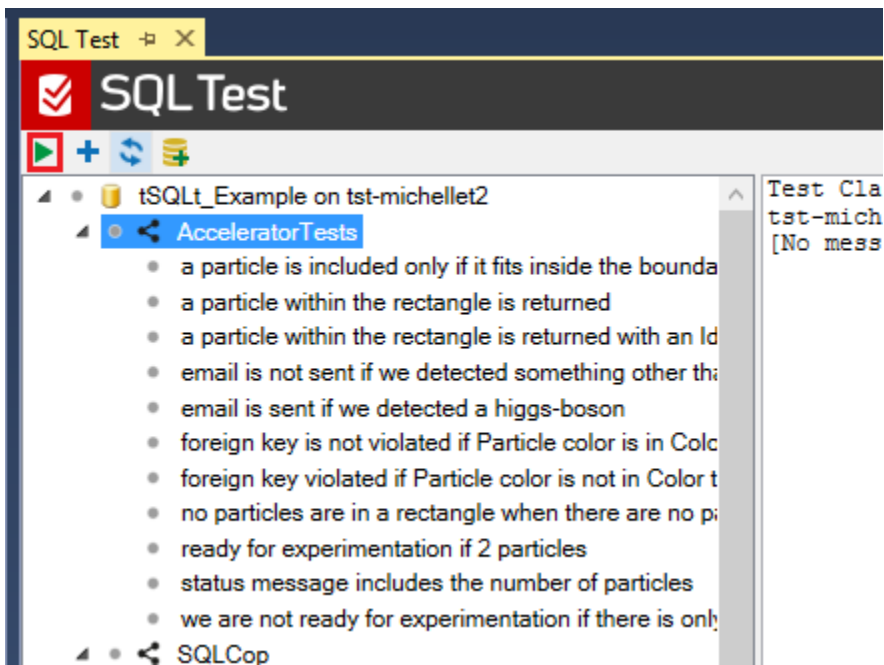 SQL Test
SQL Test
tSQLt_Example on tst-michellet2
AcceleratorTests
a particle is included only if it fits inside the bounda
a particle within the rectangle is returned
a particle within the rectangle is returned with an Id
email is not sent if we detected something other tha
email is sent if we detected a higgs-boson
foreign key is not violated if Particle color is in Colo
foreign key violated if Particle color is not in Color t
no particles are in a rectangle when there are no pa
ready for experimentation if 2 particles
status message includes the number of particles
we are not ready for experimentation if there is only
SQLCop
Test Cla
tst-mich
[No mess